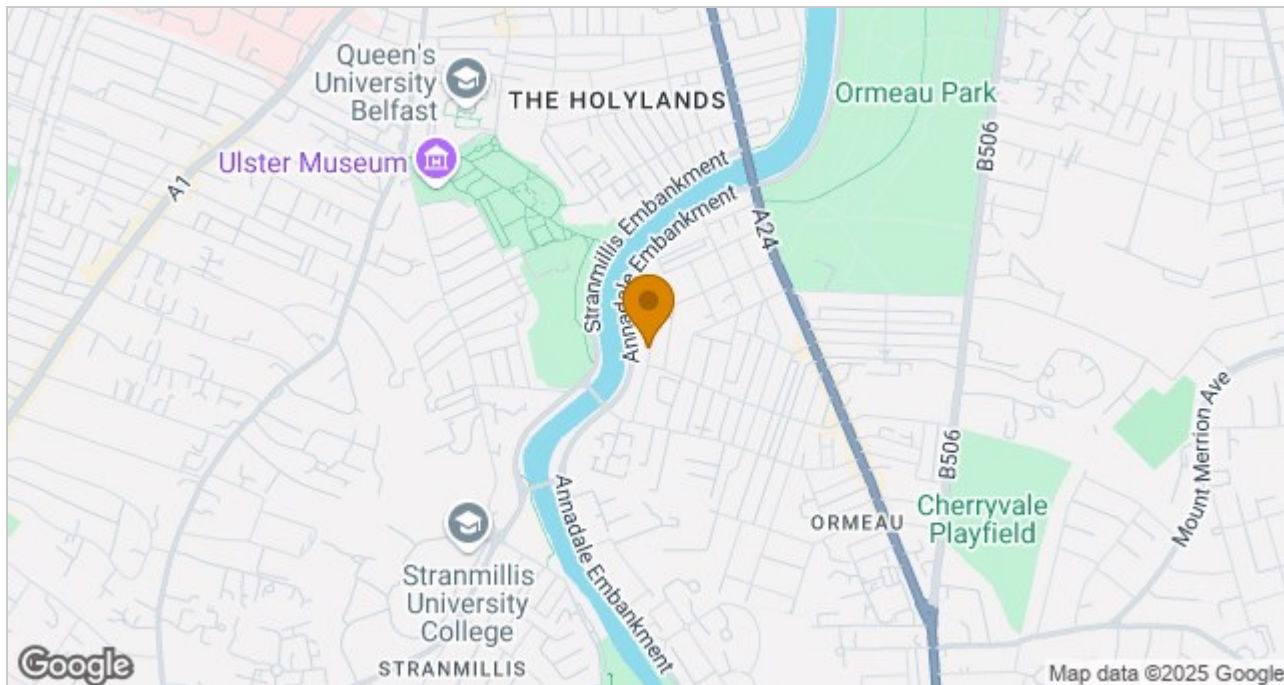 Queen's
University
Belfast
THE HOLYLANDS
Ormeau Park
Ulster Museum
A1
B506
Stranmillis Embankment
Annadale Embankment
A24
Mount Merrion Ave
B506
Annadale Embankment
ORMEAU
Cherryvale
Playfield
Stranmillis
University
College
STRANMILLIS
Google
Map data ©2025 Google